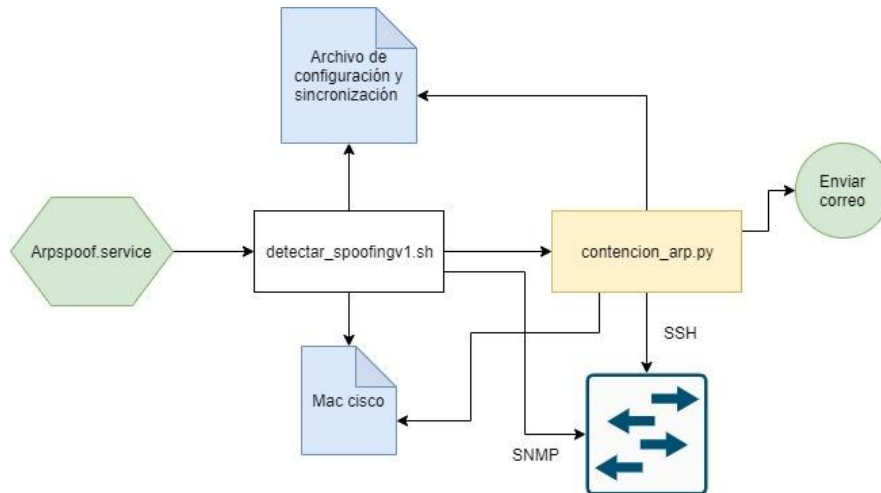 Archivo de
configuración y
sincronización
Enviar
correo
Arpspoof.service
detectar_spoofingv1.sh
contencion_arp.py
SSH
Mac cisco
SNMP